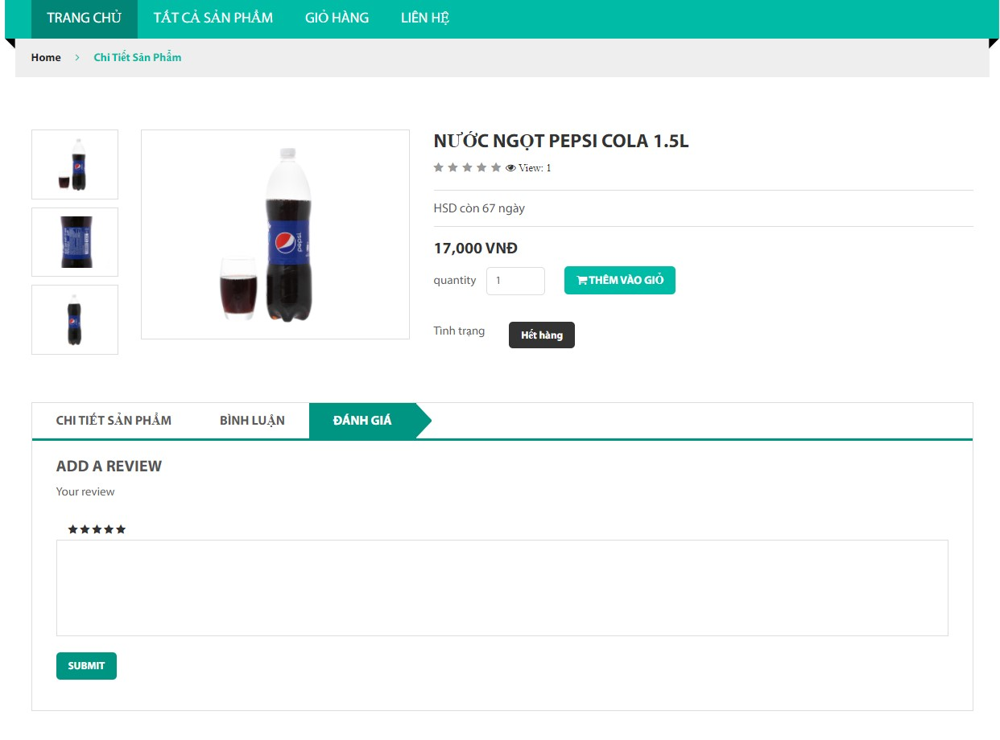 TRANG CHỦ TẤT CẢ SẢN PHẨM GIỎ HÀNG LIÊN HỆ
Home > Chi Tiết Sản Phẩm
NƯỚC NGỌT PEPSI COLA 1.5L
View: 1
HSD còn 67 ngày
pepsi
17,000 VNĐ
quantity 1 THÊM VÀO GIỎ
Tình trạng Hết hàng
CHI TIẾT SẢN PHẨM BÌNH LUẬN ĐÁNH GIÁ
ADD A REVIEW
Your review
SUBMIT